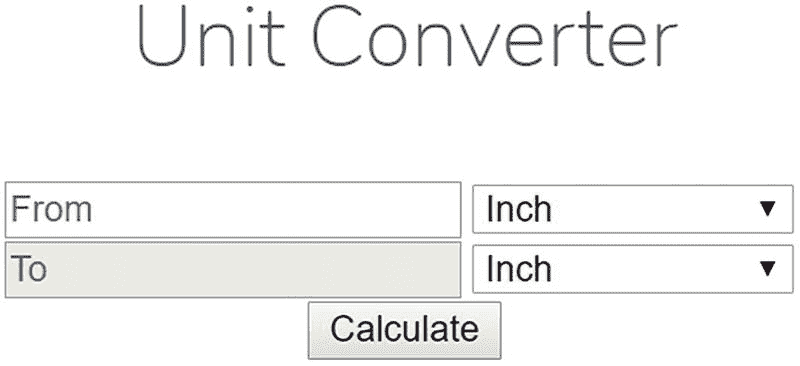 Unit Converter
From Inch ▼
To Inch ▼
Calculate